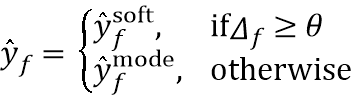 ŷ_f = { ŷ_f^soft, if Δ_f ≥ θ
ŷ_f^mode, otherwise